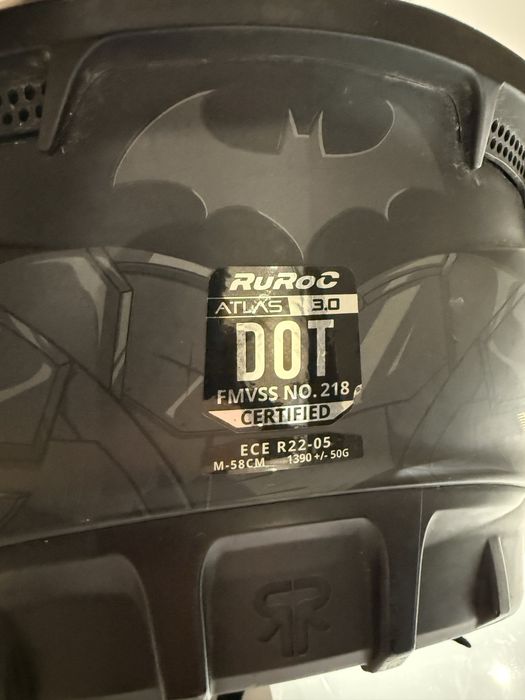 RUROC
ATLAS 3.0
DOT
FMVSS NO. 218
CERTIFIED
ECE R22-05
M-58CM 1390 +/- 50G